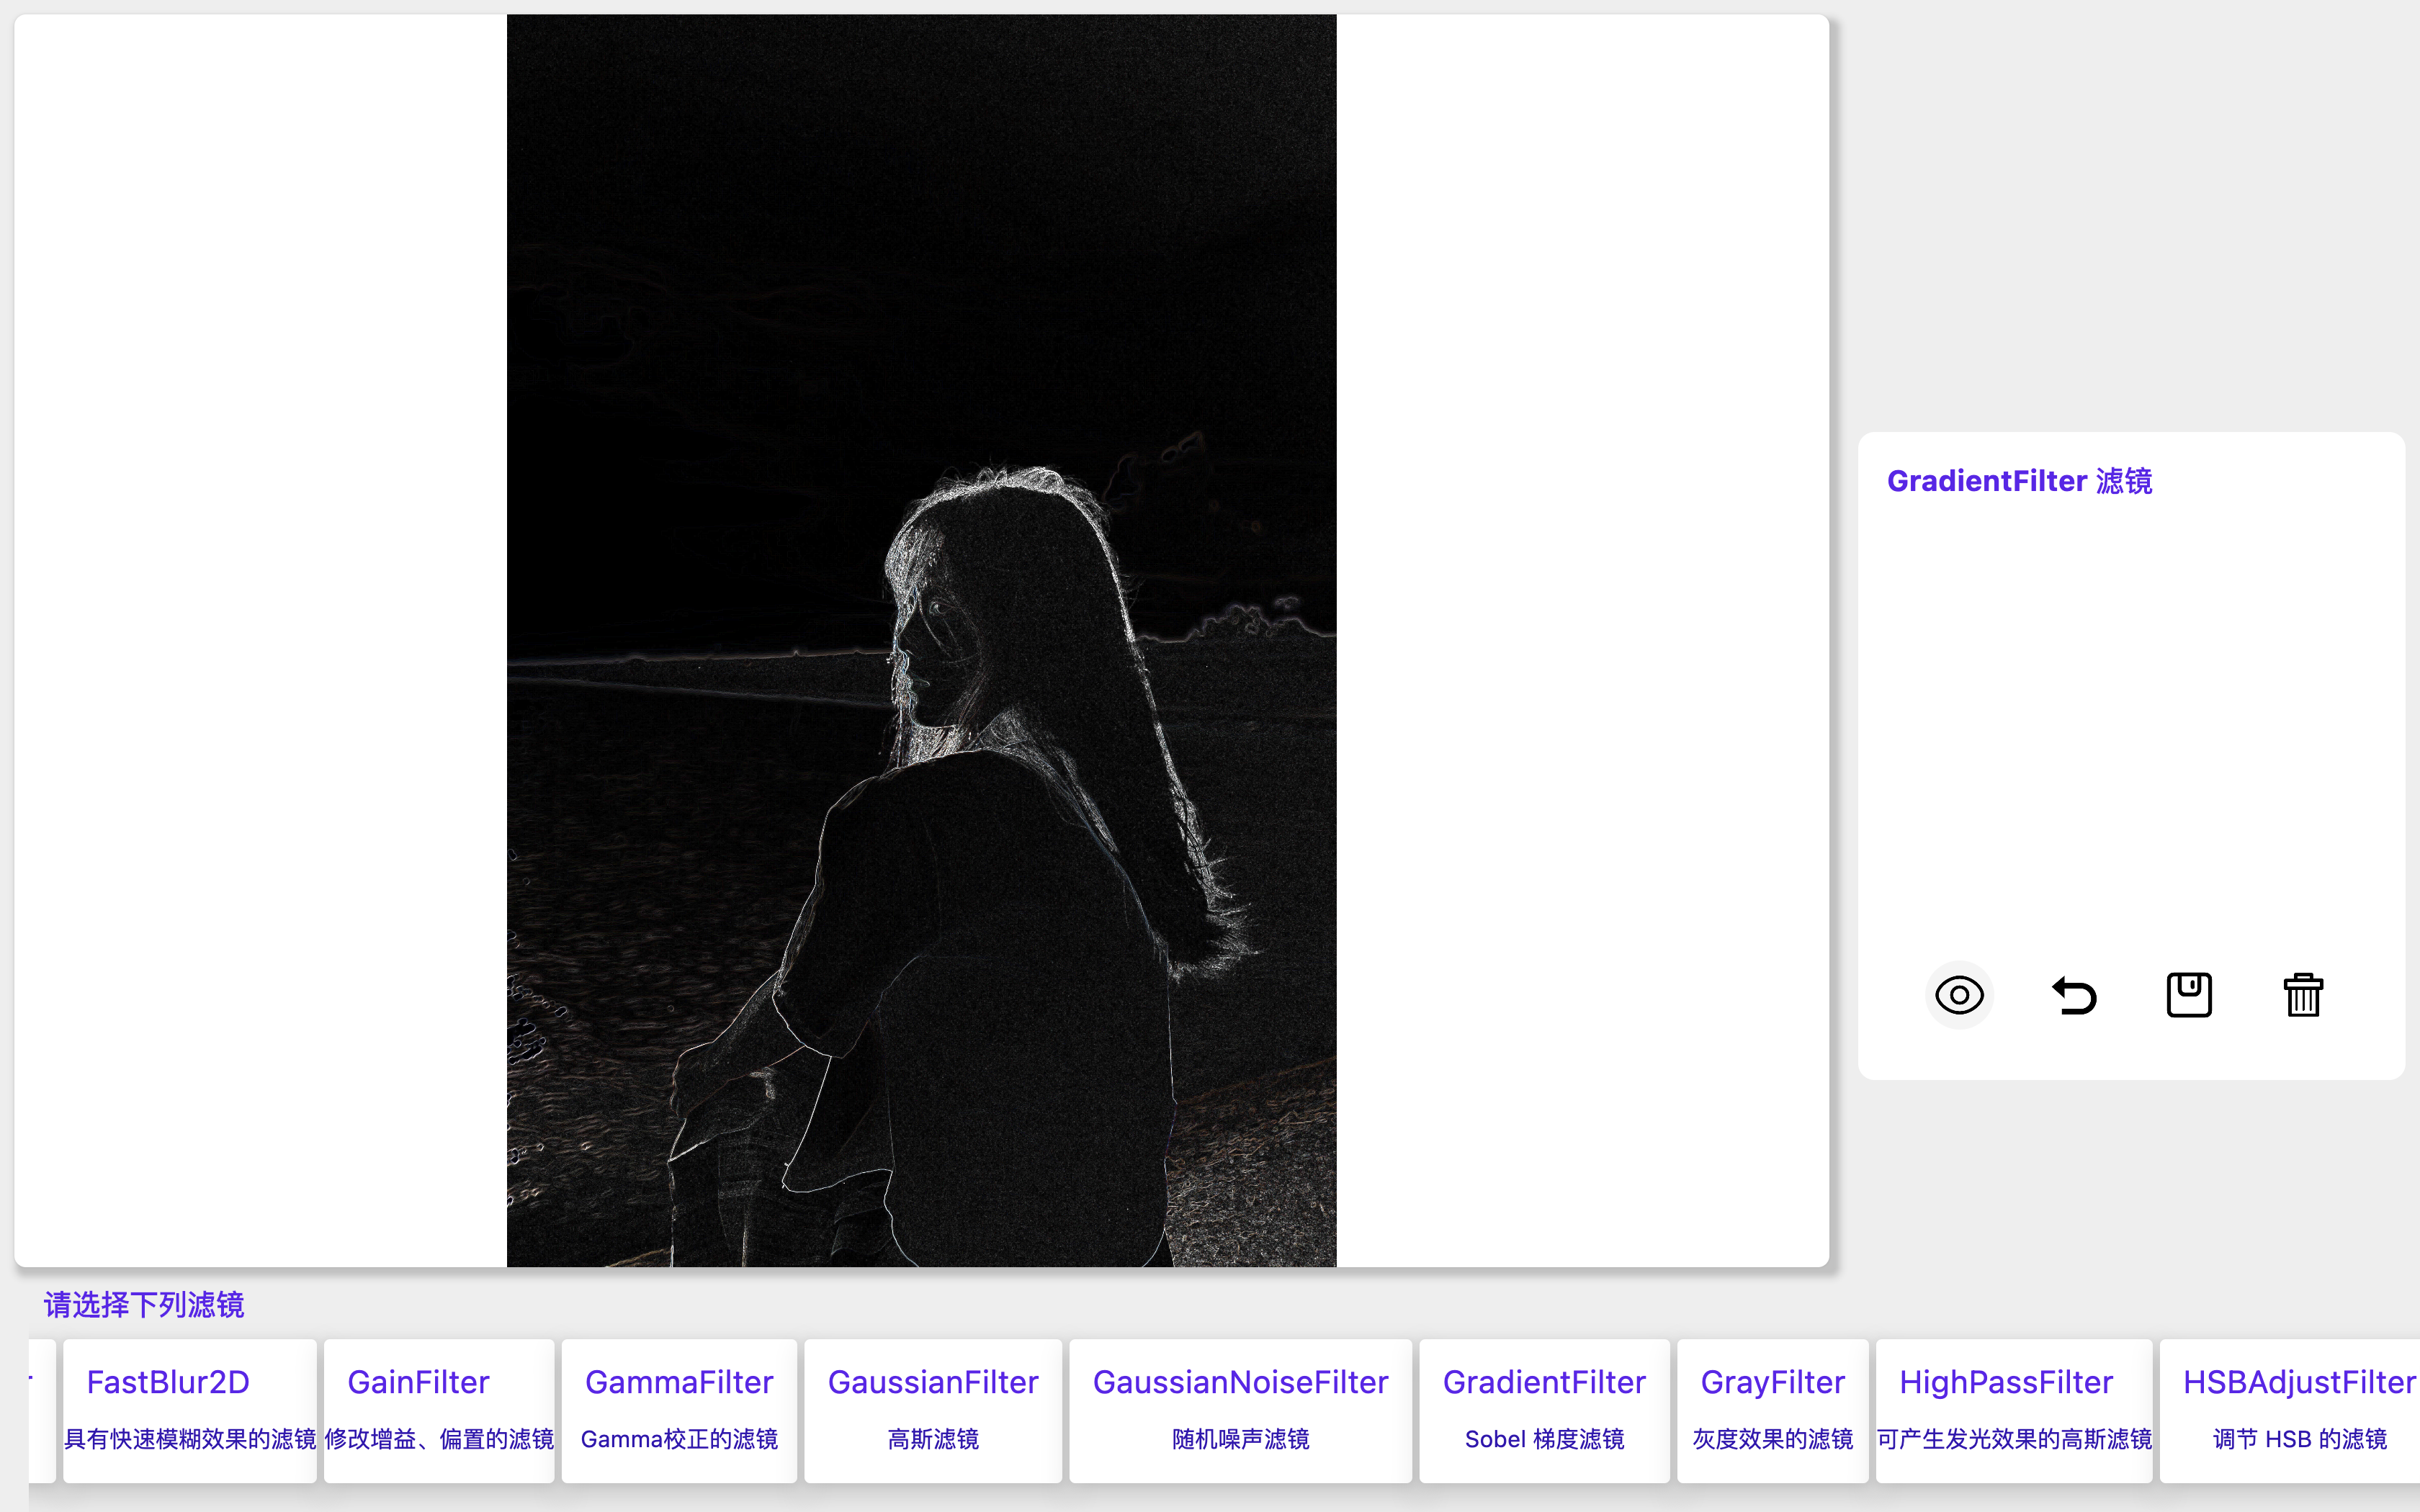 GradientFilter 滤镜
请选择下列滤镜
FastBlur2D
具有快速模糊效果的滤镜
GainFilter
修改增益、偏置的滤镜
GammaFilter
Gamma校正的滤镜
GaussianFilter
高斯滤镜
GaussianNoiseFilter
随机噪声滤镜
GradientFilter
Sobel 梯度滤镜
GrayFilter
灰度效果的滤镜
HighPassFilter
可产生发光效果的高斯滤镜
HSBAdjustFilter
调节 HSB 的滤镜